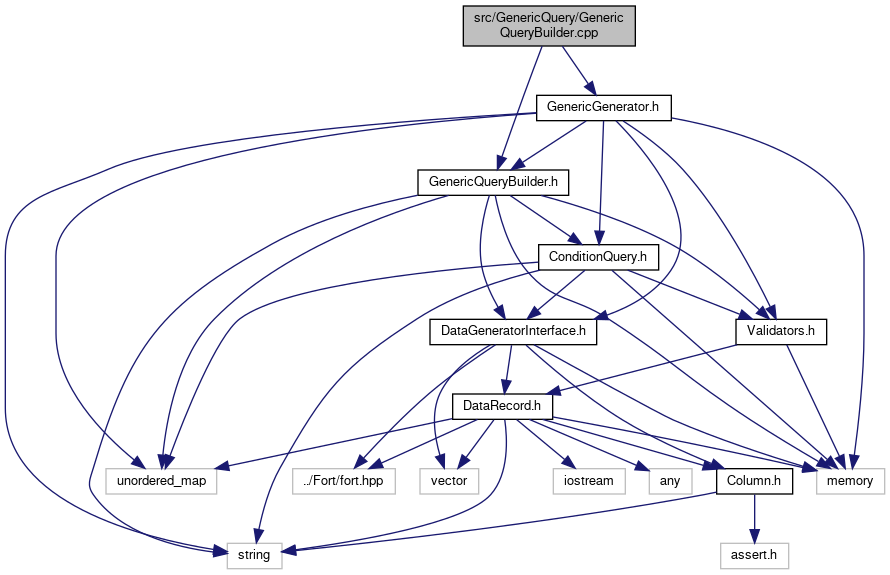 src/GenericQuery/Generic
QueryBuilder.cpp
GenericGenerator.h
GenericQueryBuilder.h
ConditionQuery.h
DataGeneratorInterface.h
Validators.h
DataRecord.h
unordered_map
../Fort/fort.hpp
vector
iostream
any
Column.h
memory
string
assert.h